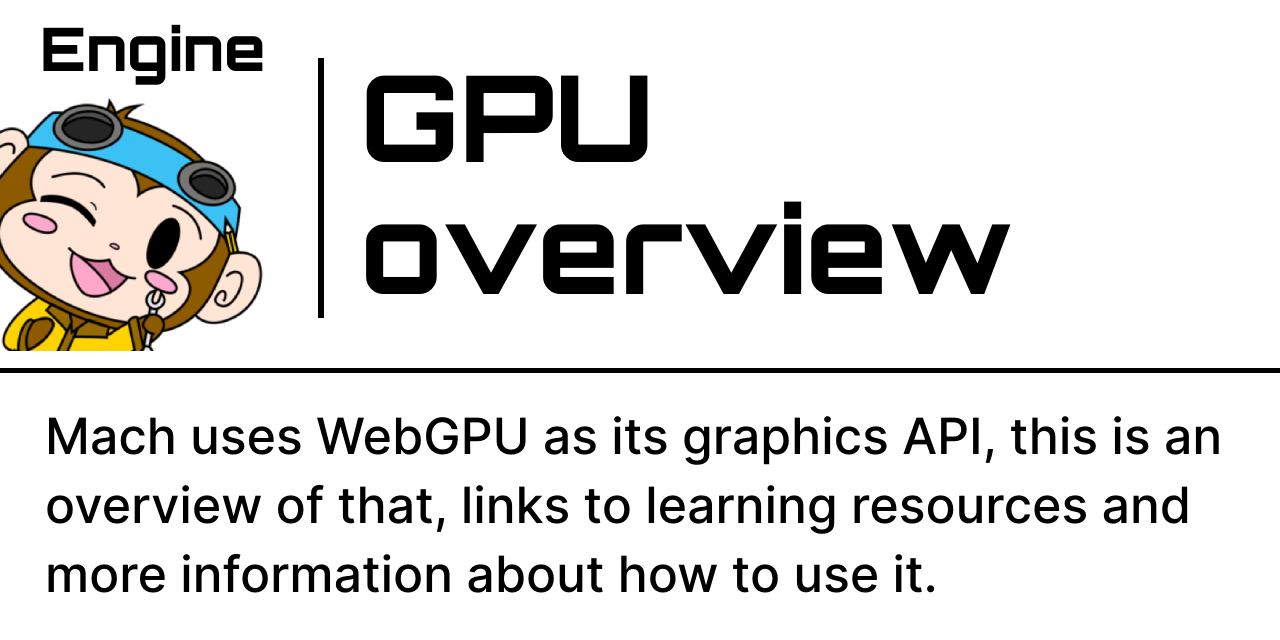 Engine
GPU
overview
Mach uses WebGPU as its graphics API, this is an
overview of that, links to learning resources and
more information about how to use it.